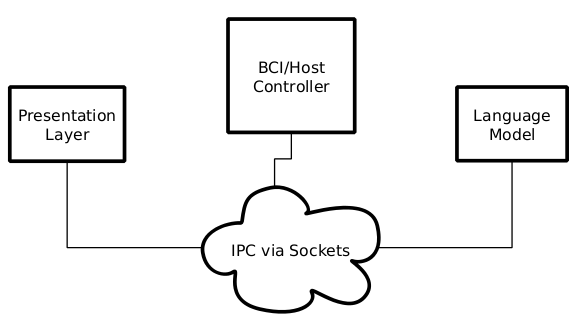 BCI/Host
Controller
Presentation
Layer
Language
Model
IPC via Sockets